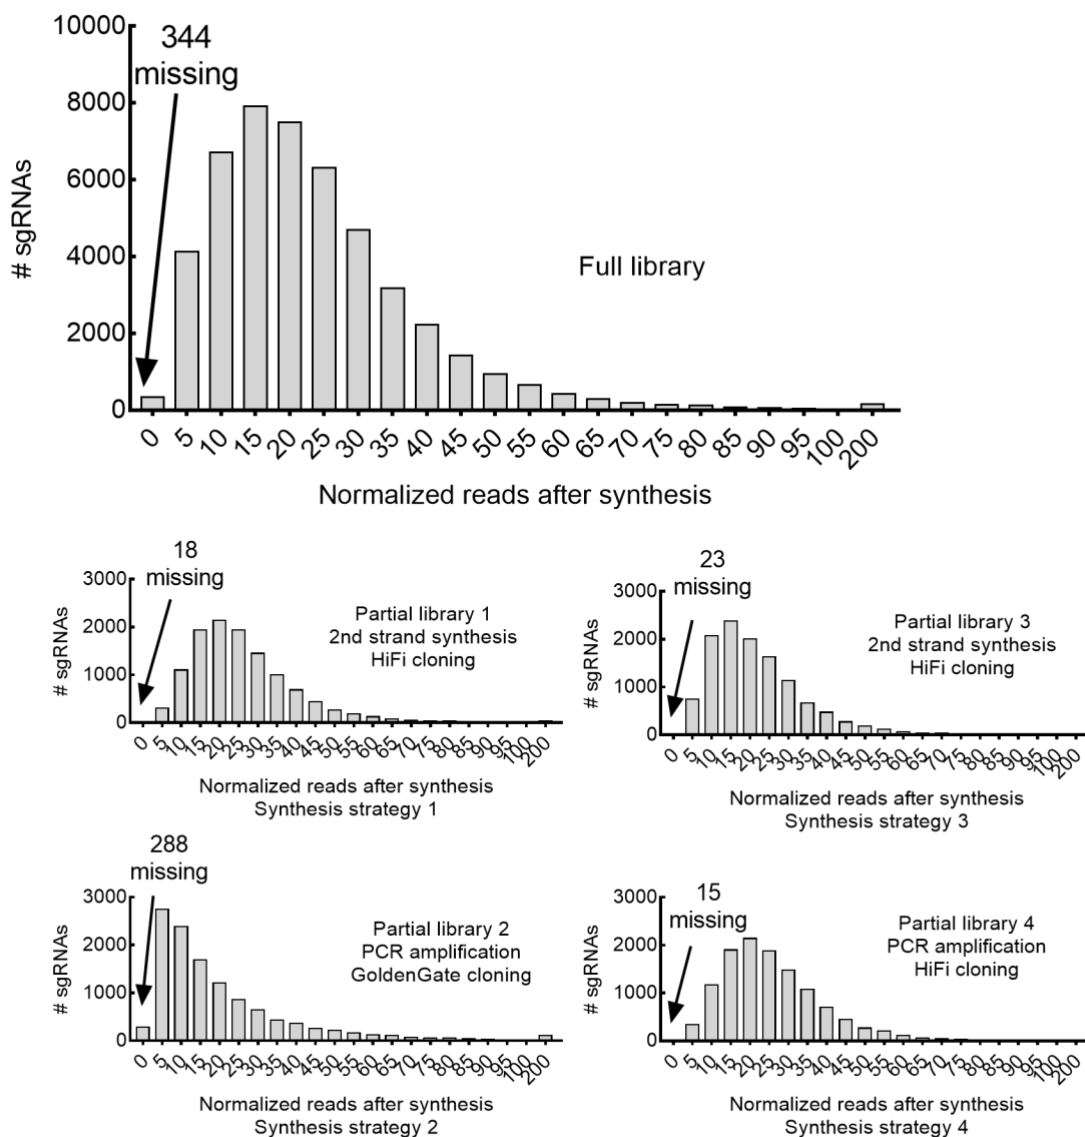 344
missing
10000
8000
6000
4000
2000
0
# sgRNAs
Full library
0 5 10 15 20 25 30 35 40 45 50 55 60 65 70 75 80 85 90 95 100 200
Normalized reads after synthesis
18
missing
3000
2000
1000
0
# sgRNAs
Partial library 1
2nd strand synthesis
HiFi cloning
0 5 10 15 20 25 30 35 40 45 50 55 60 65 70 75 80 85 90 95 100 200
Normalized reads after synthesis
Synthesis strategy 1
23
missing
3000
2000
1000
0
# sgRNAs
Partial library 3
2nd strand synthesis
HiFi cloning
0 5 10 15 20 25 30 35 40 45 50 55 60 65 70 75 80 85 90 95 100 200
Normalized reads after synthesis
Synthesis strategy 3
288
missing
3000
2000
1000
0
# sgRNAs
Partial library 2
PCR amplification
GoldenGate cloning
0 5 10 15 20 25 30 35 40 45 50 55 60 65 70 75 80 85 90 95 100 200
Normalized reads after synthesis
Synthesis strategy 2
15
missing
3000
2000
1000
0
# sgRNAs
Partial library 4
PCR amplification
HiFi cloning
0 5 10 15 20 25 30 35 40 45 50 55 60 65 70 75 80 85 90 95 100 200
Normalized reads after synthesis
Synthesis strategy 4